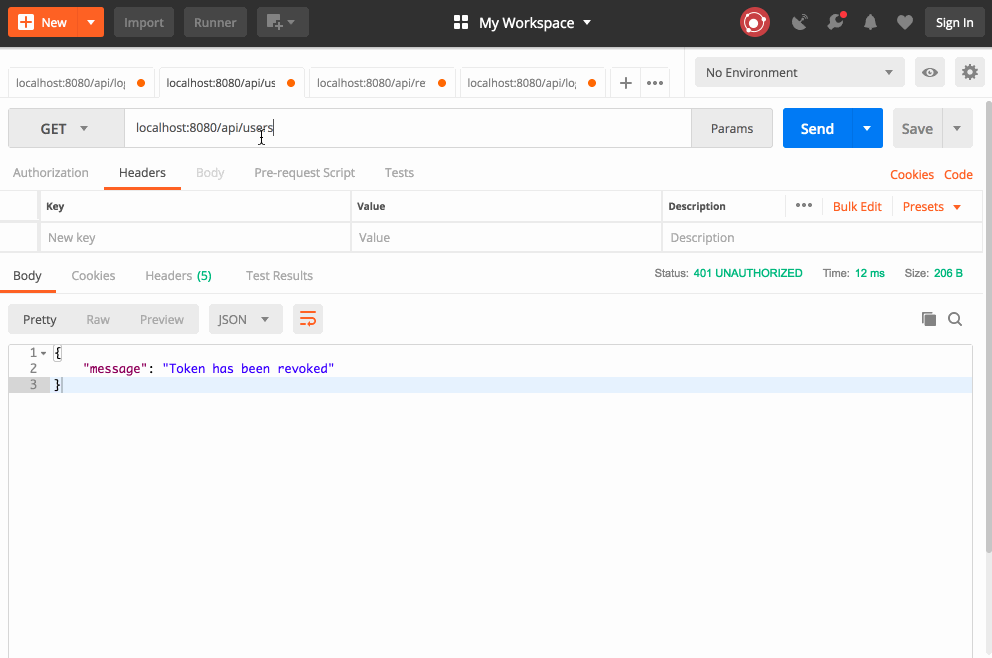 New Import Runner My Workspace Sign In
localhost:8080/api/log localhost:8080/api/us localhost:8080/api/re localhost:8080/api/log + ••• No Environment
GET localhost:8080/api/users Params Send Save
Authorization Headers Body Pre-request Script Tests Cookies Code
Key Value Description ••• Bulk Edit Presets
New key Value Description
Body Cookies Headers (5) Test Results Status: 401 UNAUTHORIZED Time: 12 ms Size: 206 B
Pretty Raw Preview JSON
1 {
2 "message": "Token has been revoked"
3 }